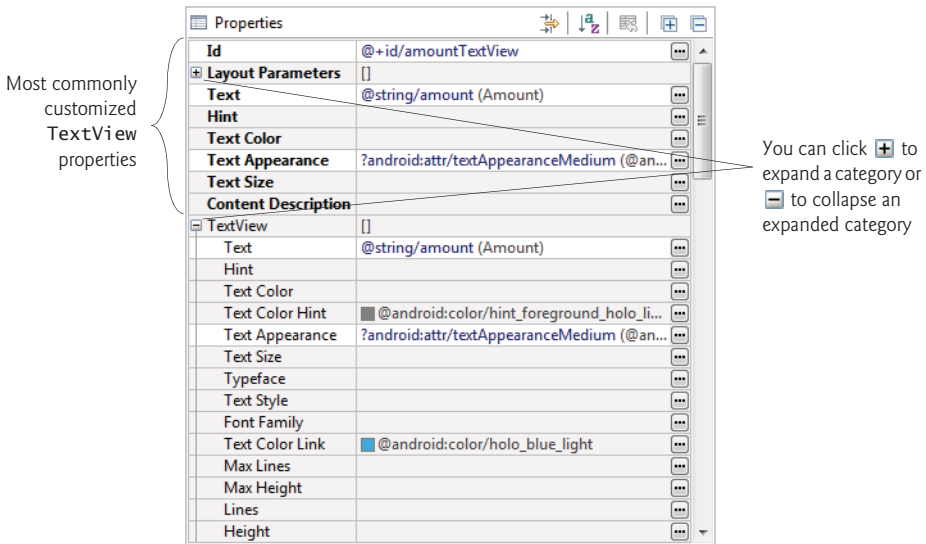 Properties
Id @+id/amountTextView
Layout Parameters []
Text @string/amount (Amount)
Hint
Text Color
Text Appearance ?android:attr/textAppearanceMedium (@an...
Text Size
Content Description
TextView []
Text @string/amount (Amount)
Hint
Text Color
Text Color Hint @android:color/hint_foreground_holo_li...
Text Appearance ?android:attr/textAppearanceMedium (@an...
Text Size
Typeface
Text Style
Font Family
Text Color Link @android:color/holo_blue_light
Max Lines
Max Height
Lines
Height
Most commonly
customized
TextView
properties
You can click + to
expand a category or
− to collapse an
expanded category